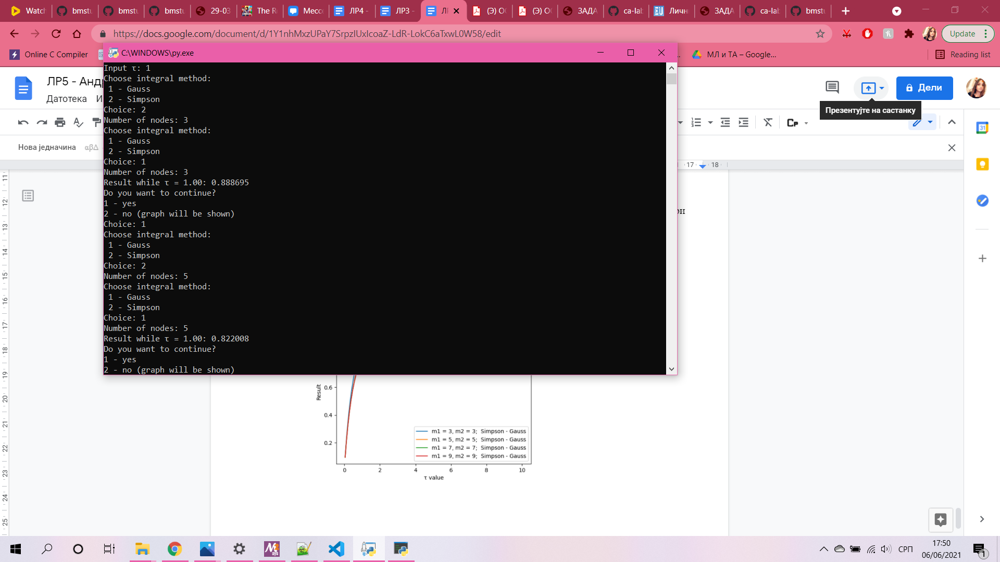 Watch
bmstu
bmstu
bmstu
29-03
The R
Мессе
ЛР4 -
ЛР3 -
ЛР
(Э) О
(Э) О
ЗАДА
ca-lab
Личн
ЗАДА
ca-lab
bmstu
https://docs.google.com/document/d/1Y1nhMxzUPaY7SrpzIUxIcoaZ-LdR-LokC6aTxwL0W58/edit
Update
Online C Compiler
МЛ и ТА – Google...
Reading list
C:\WINDOWS\py.exe
ЛР5 - Анд
Датотека
Дели
Презентујте на састанку
Нова једначина
αβΔ
Input τ: 1
Choose integral method:
1 - Gauss
2 - Simpson
Choice: 2
Number of nodes: 3
Choose integral method:
1 - Gauss
2 - Simpson
Choice: 1
Number of nodes: 3
Result while τ = 1.00: 0.888695
Do you want to continue?
1 - yes
2 - no (graph will be shown)
Choice: 1
Choose integral method:
1 - Gauss
2 - Simpson
Choice: 2
Number of nodes: 5
Choose integral method:
1 - Gauss
2 - Simpson
Choice: 1
Number of nodes: 5
Result while τ = 1.00: 0.822008
Do you want to continue?
1 - yes
2 - no (graph will be shown)
Ср
31
17 18
11
12
13
14
15
16
17
18
19
20
21
22
23
24
25
Result
0.6
0.4
0.2
m1 = 3, m2 = 3; Simpson - Gauss
m1 = 5, m2 = 5; Simpson - Gauss
m1 = 7, m2 = 7; Simpson - Gauss
m1 = 9, m2 = 9; Simpson - Gauss
0 2 4 6 8 10
τ value
СРП
17:50
06/06/2021
1